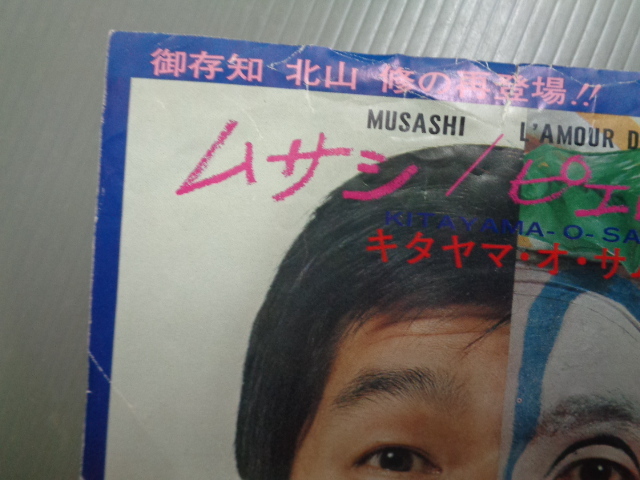 御存知 北山 修の再登場!!
MUSASHI L'AMOUR D
ムサシ/ピエ
KITAYAMA-O-SA
キタヤマ・オ・サ